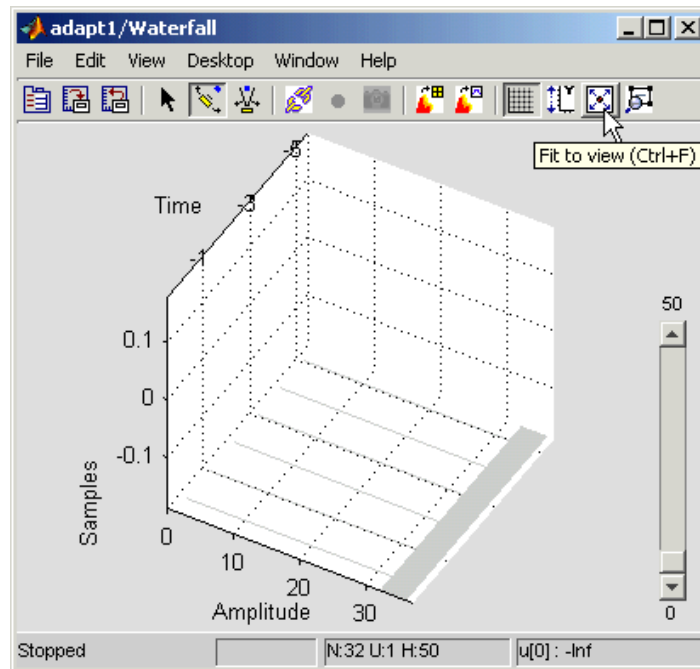 adapt1/Waterfall
File Edit View Desktop Window Help
Fit to view (Ctrl+F)
-5
Time -3
-1
50
0.1
0
-0.1
Samples
0
10
20
30
Amplitude
0
Stopped N:32 U:1 H:50 u[0] : -Inf